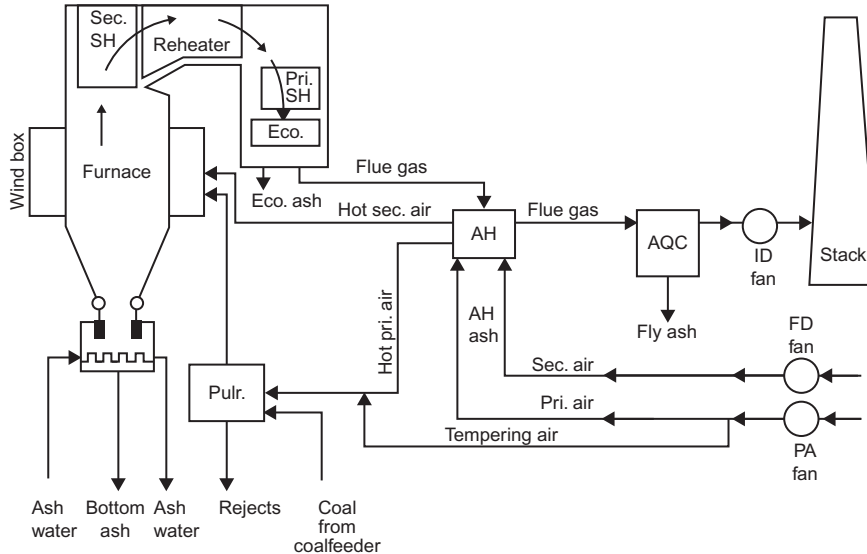 Sec.
SH
Reheater
Pri.
SH
Eco.
Wind box
Furnace
Flue gas
Eco. ash
Hot sec. air
Flue gas
AH
AQC
ID
fan
Stack
Hot pri. air
AH
ash
Fly ash
FD
fan
Sec. air
Pulr.
Pri. air
Tempering air
PA
fan
Ash
water
Bottom
ash
Ash
water
Rejects
Coal
from
coalfeeder